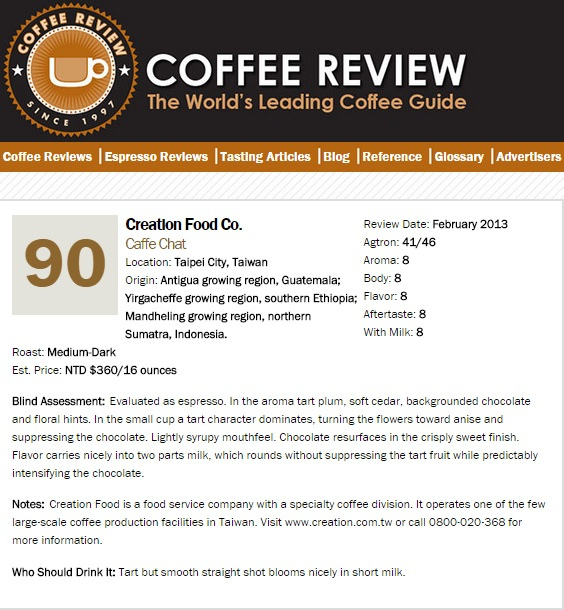 COFFEE REVIEW
SINCE 1997
COFFEE REVIEW
The World's Leading Coffee Guide
Coffee Reviews | Espresso Reviews | Tasting Articles | Blog | Reference | Glossary | Advertisers
90
Creation Food Co.
Caffe Chat
Location: Taipei City, Taiwan
Origin: Antigua growing region, Guatemala;
Yirgacheffe growing region, southern Ethiopia;
Mandheling growing region, northern
Sumatra, Indonesia.
Review Date: February 2013
Agtron: 41/46
Aroma: 8
Body: 8
Flavor: 8
Aftertaste: 8
With Milk: 8
Roast: Medium-Dark
Est. Price: NTD $360/16 ounces
Blind Assessment: Evaluated as espresso. In the aroma tart plum, soft cedar, backgrounded chocolate
and floral hints. In the small cup a tart character dominates, turning the flowers toward anise and
suppressing the chocolate. Lightly syrupy mouthfeel. Chocolate resurfaces in the crisply sweet finish.
Flavor carries nicely into two parts milk, which rounds without suppressing the tart fruit while predictably
intensifying the chocolate.
Notes: Creation Food is a food service company with a specialty coffee division. It operates one of the few
large-scale coffee production facilities in Taiwan. Visit www.creation.com.tw or call 0800-020-368 for
more information.
Who Should Drink It: Tart but smooth straight shot blooms nicely in short milk.